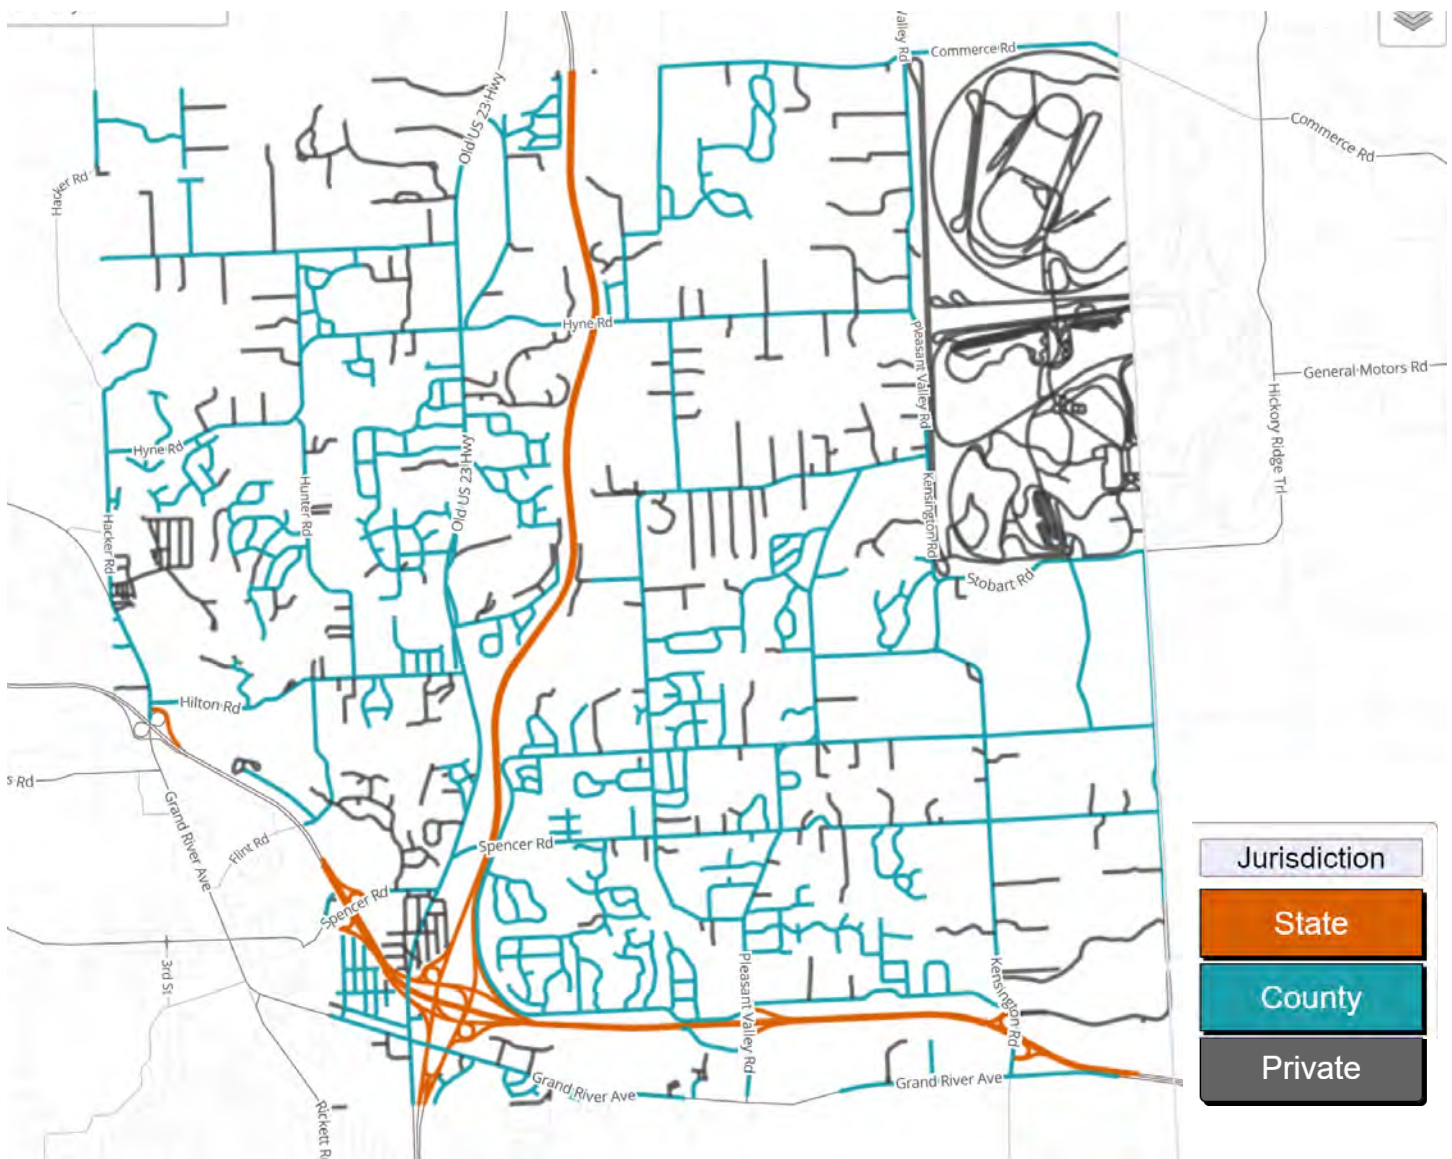 Valley Rd
Commerce Rd
Old US 23 Hwy
Commerce Rd
Hacker Rd
Hyne Rd
Pleasant Valley Rd
General Motors Rd
Hickory Ridge Trl
Hyne Rd
Old US 23 Hwy
Hunter Rd
Kensington Rd
Hacker Rd
Stobart Rd
Hilton Rd
s Rd
Grand River Ave
Flint Rd
Spencer Rd
Spencer Rd
3rd St
Pleasant Valley Rd
Kensington Rd
Grand River Ave
Grand River Ave
Rickett R
Jurisdiction
State
County
Private